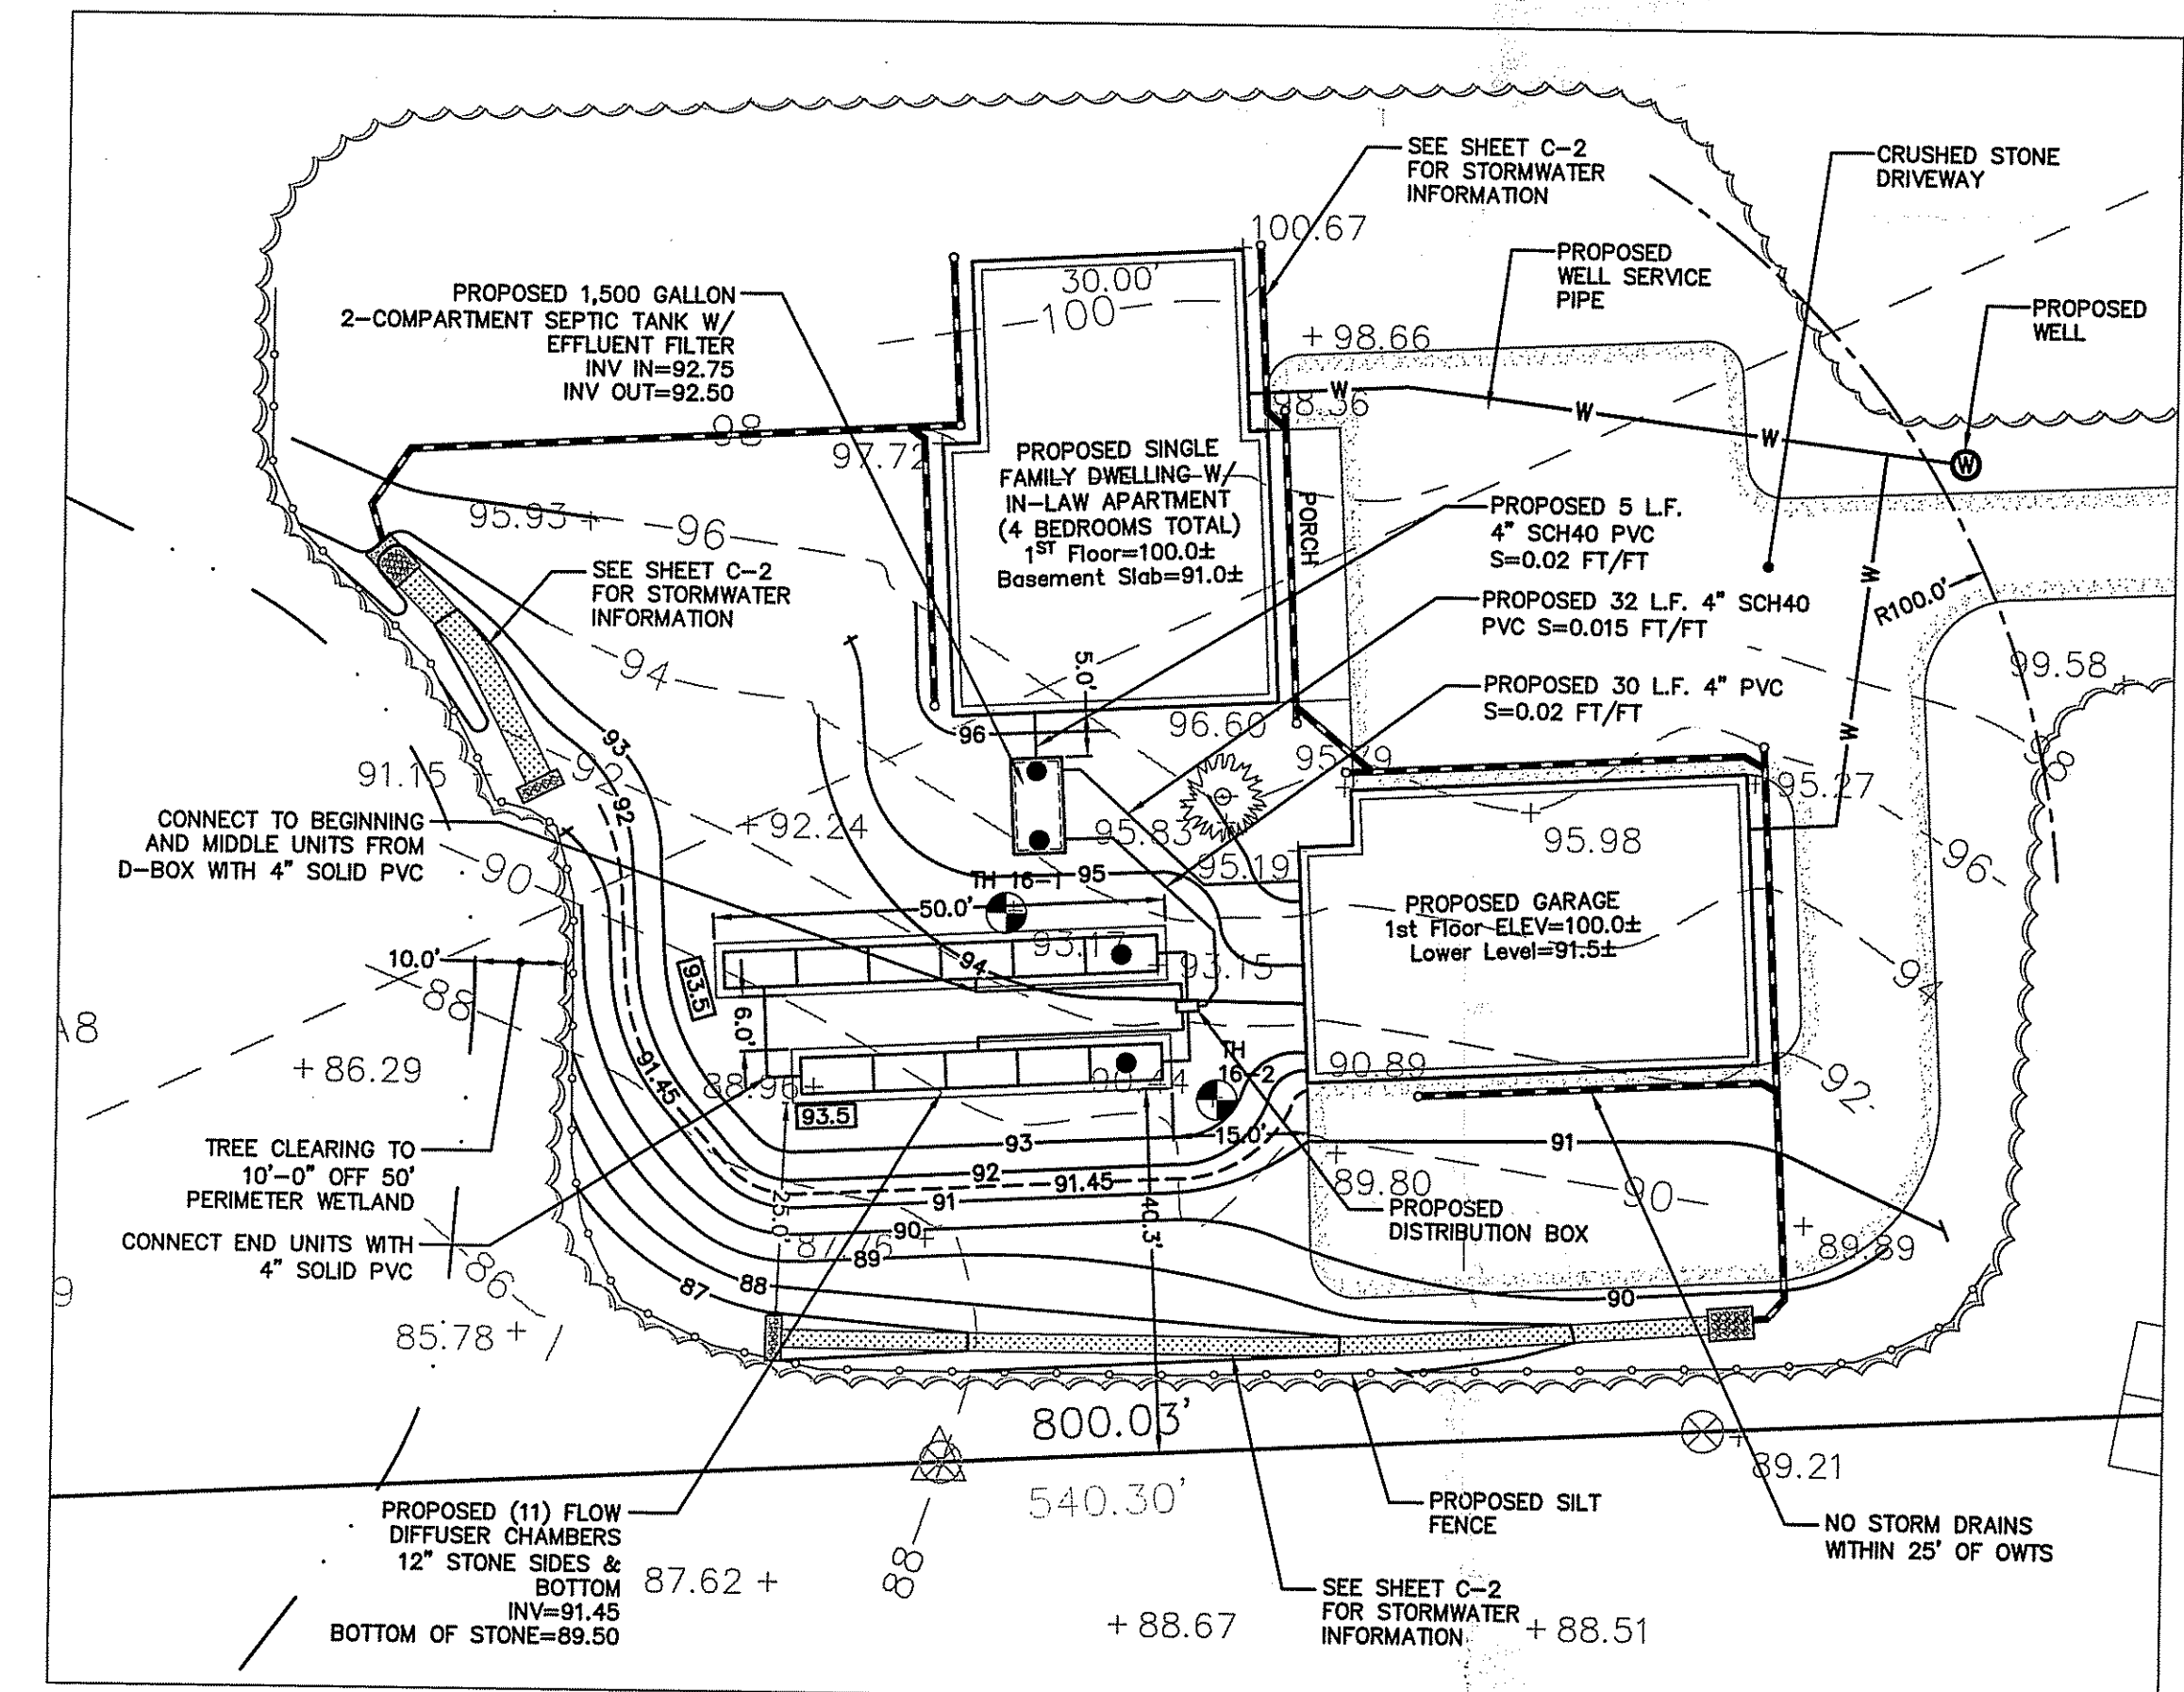 SEE SHEET C-2
FOR STORMWATER
INFORMATION
CRUSHED STONE
DRIVEWAY
100.67
30.00'
100
PROPOSED 1,500 GALLON
2-COMPARTMENT SEPTIC TANK W/
EFFLUENT FILTER
INV IN=92.75
INV OUT=92.50
PROPOSED
WELL SERVICE
PIPE
PROPOSED
WELL
+98.66
W
98.36
W
W
W
98
97.72
PROPOSED SINGLE
FAMILY DWELLING W/
IN-LAW APARTMENT
(4 BEDROOMS TOTAL)
1ST Floor=100.0±
Basement Slab=91.0±
PORCH
PROPOSED 5 L.F.
4" SCH40 PVC
S=0.02 FT/FT
95.93 +
96
SEE SHEET C-2
FOR STORMWATER
INFORMATION
W
R100.0'
PROPOSED 32 L.F. 4" SCH40
PVC S=0.015 FT/FT
94
5.0'
99.58
PROPOSED 30 L.F. 4" PVC
S=0.02 FT/FT
96
96.60
W
93
98
91.15
92
95.27
92
CONNECT TO BEGINNING
AND MIDDLE UNITS FROM
D-BOX WITH 4" SOLID PVC
+92.24
95.83
95.98
95.19
96
90
TH 16-1
95
50.0'
PROPOSED GARAGE
1st Floor ELEV=100.0±
Lower Level=91.5±
93.17
93.15
94
10.0'
93.5
94
88
A8
6.0'
+86.29
91.45
88.96+
TH
16-2
90.89
92
93.5
TREE CLEARING TO
10'-0" OFF 50'
PERIMETER WETLAND
93
15.0'
91
92
91.45
91
89.80
90
25.0'
40.3'
PROPOSED
DISTRIBUTION BOX
CONNECT END UNITS WITH
4" SOLID PVC
90
89
89.89
86
88
87
90
9
85.78 +
800.03'
540.30'
89.21
PROPOSED (11) FLOW
DIFFUSER CHAMBERS
12" STONE SIDES &
BOTTOM
INV=91.45
BOTTOM OF STONE=89.50
87.62 +
88
PROPOSED SILT
FENCE
NO STORM DRAINS
WITHIN 25' OF OWTS
SEE SHEET C-2
FOR STORMWATER
INFORMATION
+88.67
+88.51